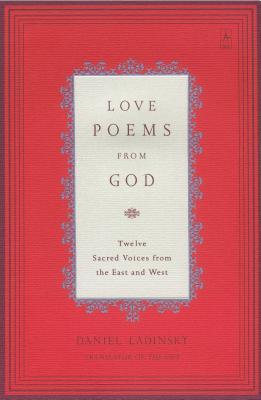 LOVE
POEMS
FROM
GOD
Twelve
Sacred Voices from
the East and West
DANIEL LADINSKY
TRANSLATOR OF THE GIFT